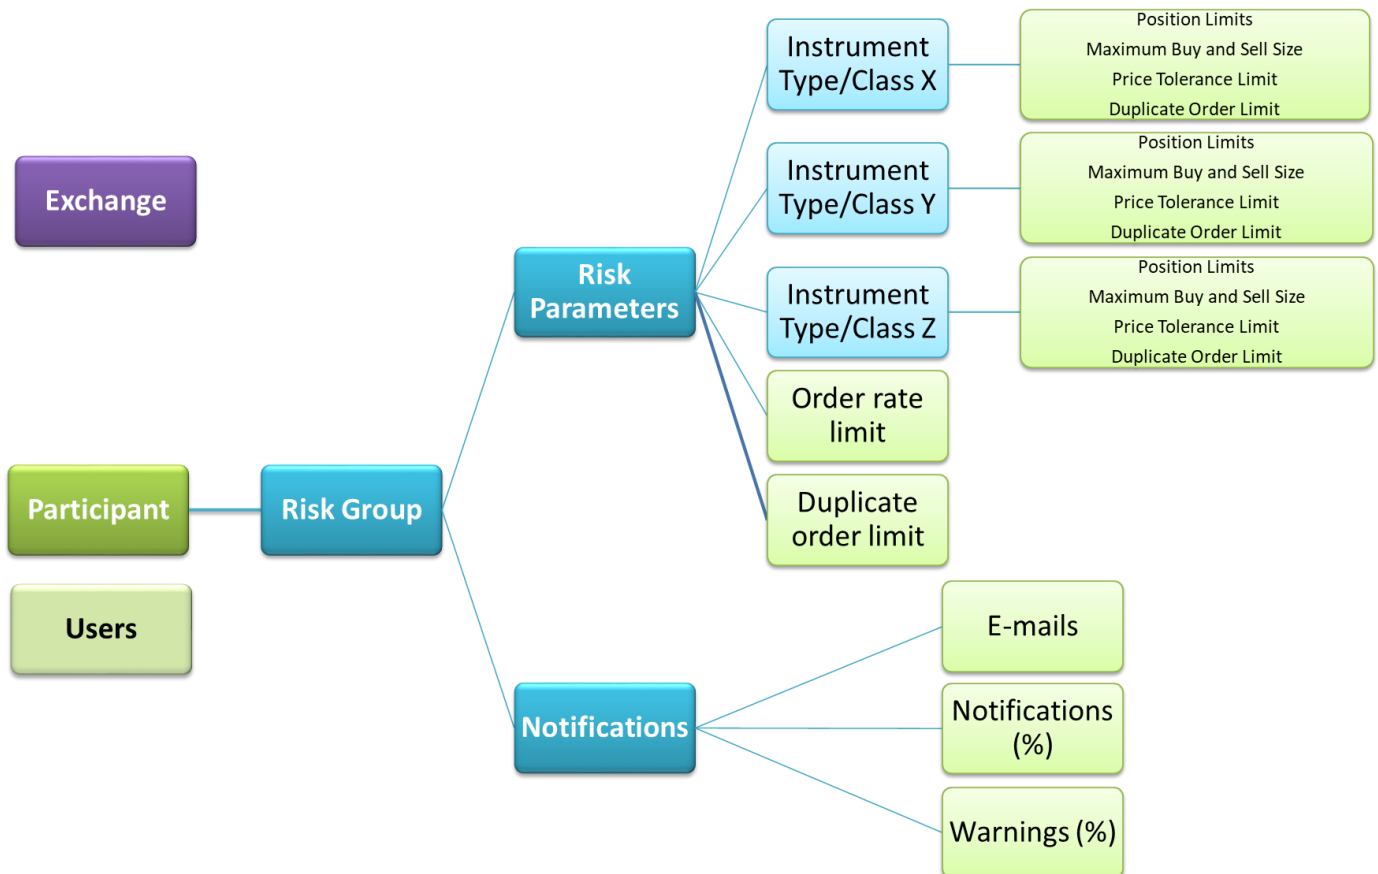 Exchange
Participant
Users
Risk Group
Risk
Parameters
Notifications
Instrument
Type/Class X
Position Limits
Maximum Buy and Sell Size
Price Tolerance Limit
Duplicate Order Limit
Instrument
Type/Class Y
Position Limits
Maximum Buy and Sell Size
Price Tolerance Limit
Duplicate Order Limit
Instrument
Type/Class Z
Position Limits
Maximum Buy and Sell Size
Price Tolerance Limit
Duplicate Order Limit
Order rate
limit
Duplicate
order limit
E-mails
Notifications
(%)
Warnings (%)